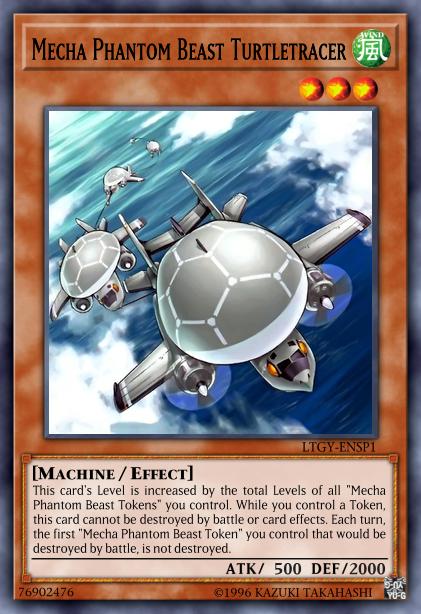 Mecha Phantom Beast Turtletracer
WIND
風
LTGY-ENSP1
[Machine / Effect]
This card's Level is increased by the total Levels of all "Mecha
Phantom Beast Tokens" you control. While you control a Token,
this card cannot be destroyed by battle or card effects. Each turn,
the first "Mecha Phantom Beast Token" you control that would be
destroyed by battle, is not destroyed.
ATK/ 500 DEF/2000
76902476
©1996 KAZUKI TAKAHASHI